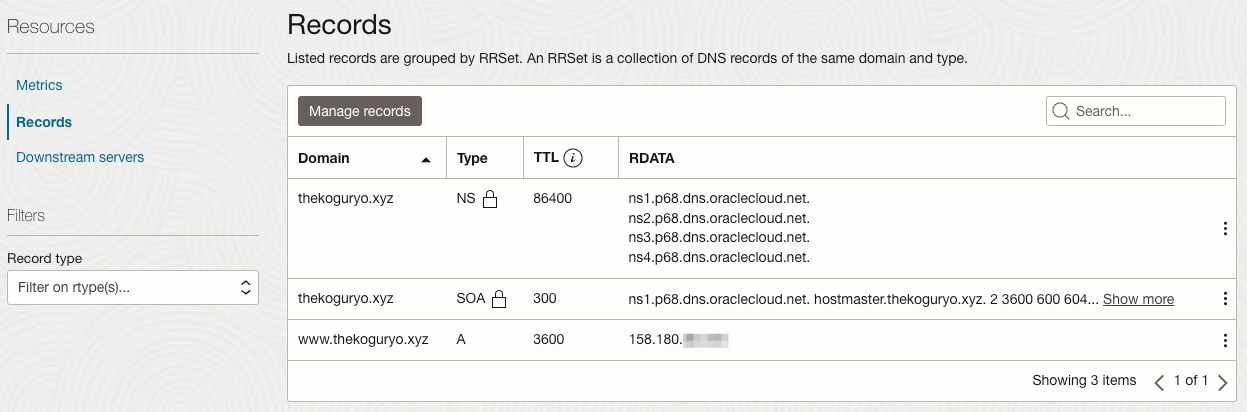 Resources
Metrics
Records
Downstream servers
Filters
Record type
Filter on rtype(s)...
Records
Listed records are grouped by RRSet. An RRSet is a collection of DNS records of the same domain and type.
Manage records
Search...
Domain Type TTL i RDATA
thekoguryo.xyz NS 86400 ns1.p68.dns.oraclecloud.net.
ns2.p68.dns.oraclecloud.net.
ns3.p68.dns.oraclecloud.net.
ns4.p68.dns.oraclecloud.net.
thekoguryo.xyz SOA 300 ns1.p68.dns.oraclecloud.net. hostmaster.thekoguryo.xyz. 2 3600 600 604... Show more
www.thekoguryo.xyz A 3600 158.180.
Showing 3 items 1 of 1